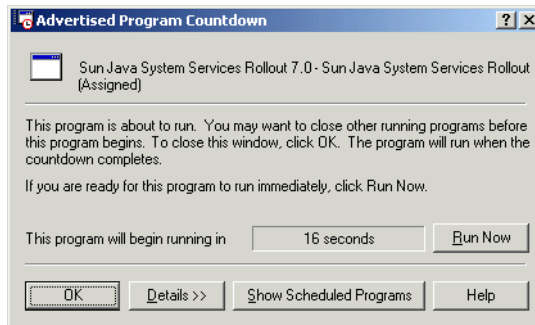 Advertised Program Countdown
Sun Java System Services Rollout 7.0 - Sun Java System Services Rollout
(Assigned)
This program is about to run. You may want to close other running programs before
this program begins. To close this window, click OK. The program will run when the
countdown completes.
If you are ready for this program to run immediately, click Run Now.
This program will begin running in
16 seconds
Run Now
OK
Details >>
Show Scheduled Programs
Help